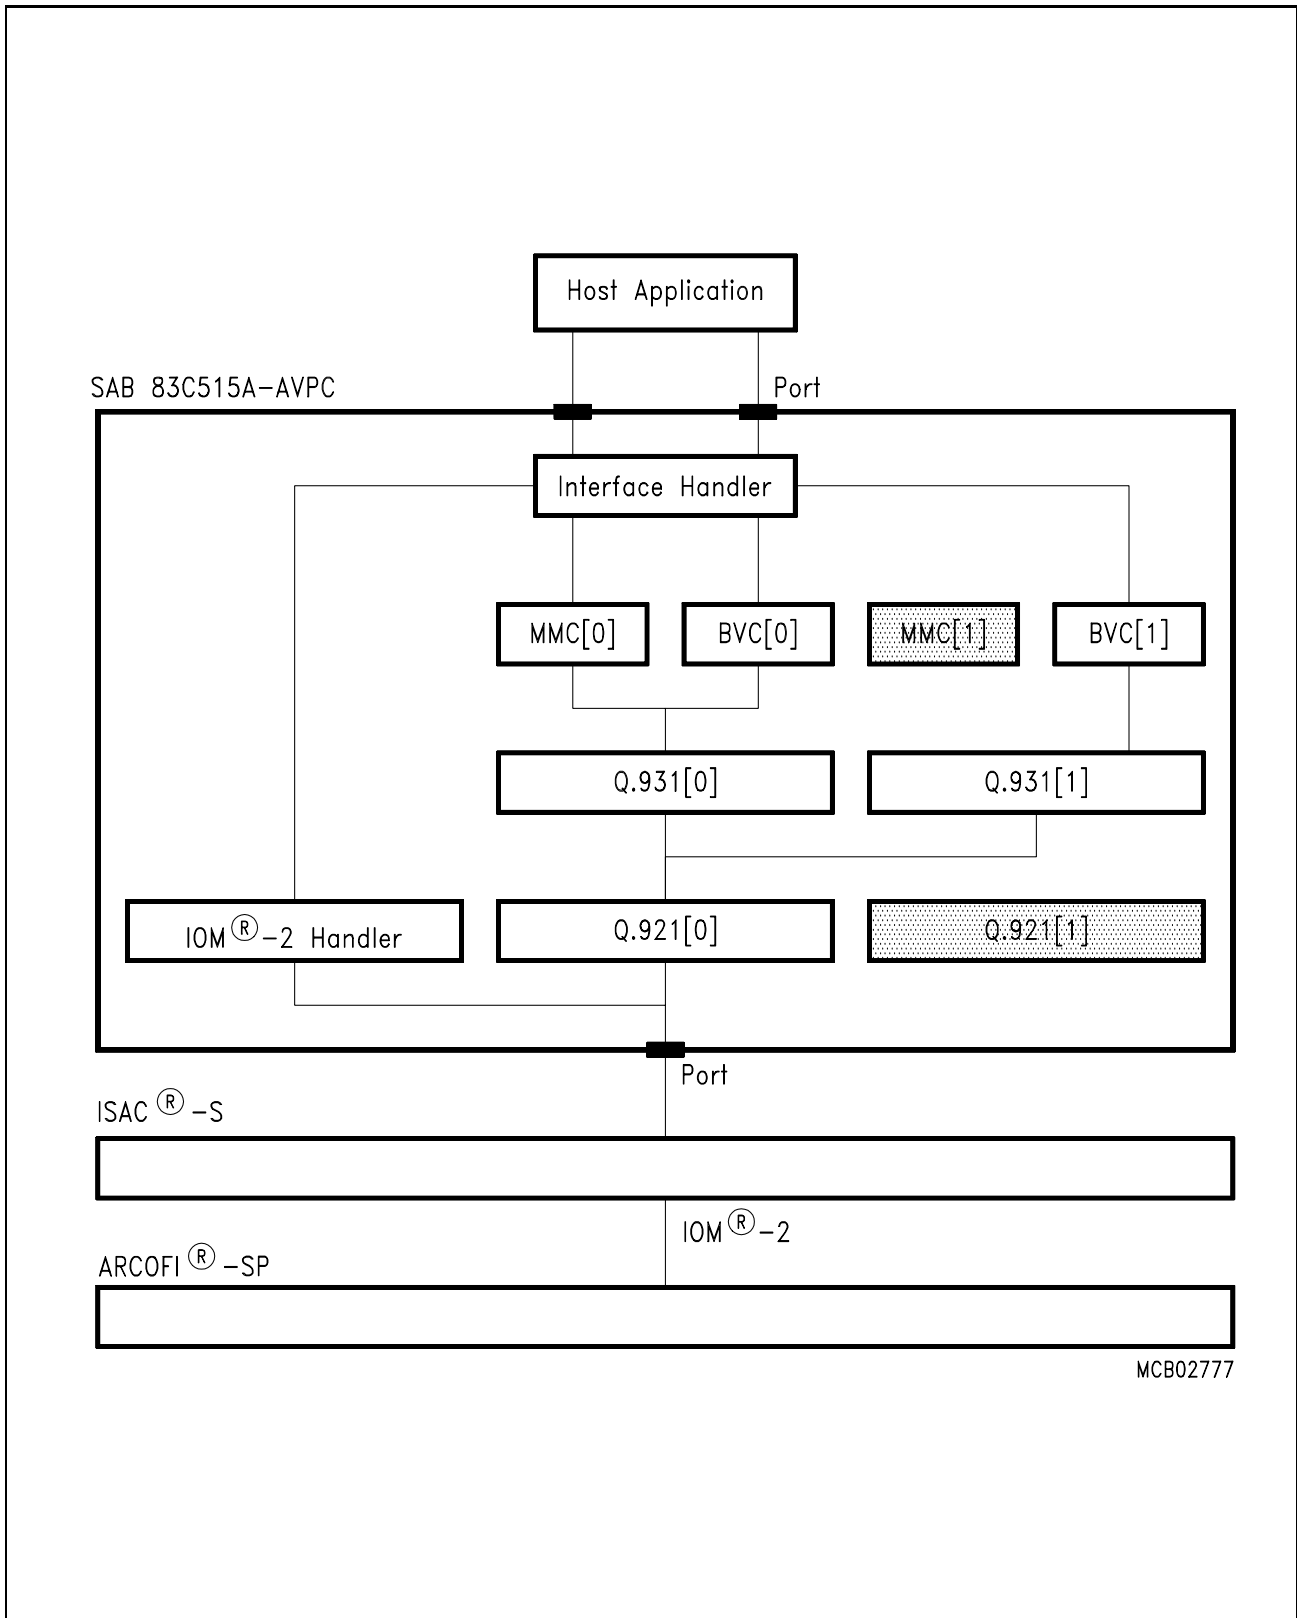 Host Application
SAB 83C515A-AVPC
Port
Interface Handler
MMC[0]
BVC[0]
MMC[1]
BVC[1]
Q.931[0]
Q.931[1]
IOM®-2 Handler
Q.921[0]
Q.921[1]
Port
ISAC®-S
IOM®-2
ARCOFI®-SP
MCB02777